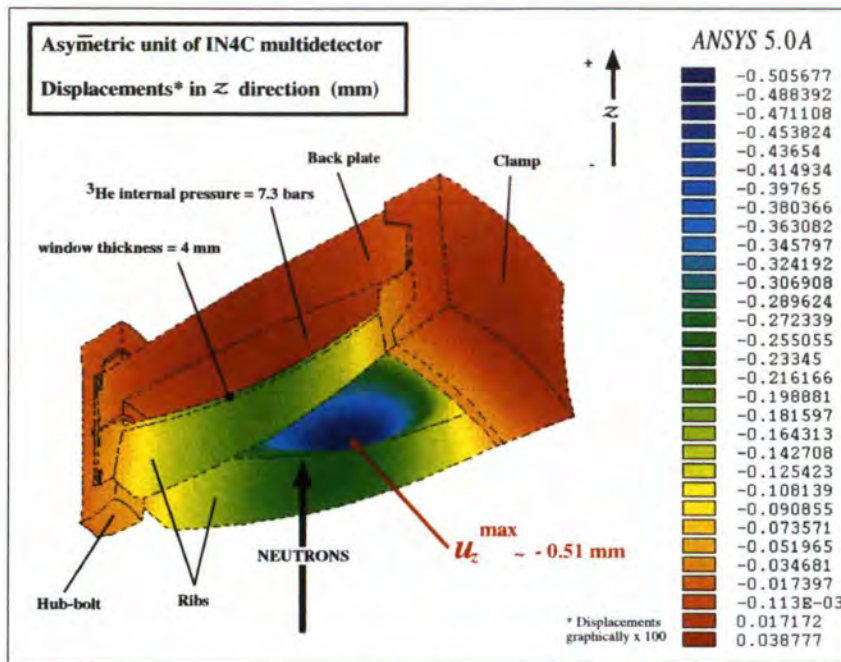 Asymetric unit of IN4C multidetector
Displacements* in z direction (mm)
+
z
-
ANSYS 5.0A
-0.505677
-0.488392
-0.471108
-0.453824
-0.43654
-0.414934
-0.39765
-0.380366
-0.363082
-0.345797
-0.324192
-0.306908
-0.289624
-0.272339
-0.255055
-0.23345
-0.216166
-0.198881
-0.181597
-0.164313
-0.142708
-0.125423
-0.108139
-0.090855
-0.073571
-0.051965
-0.034681
-0.017397
-0.113E-03
0.017172
0.038777
Back plate
Clamp
³He internal pressure = 7.3 bars
window thickness = 4 mm
NEUTRONS
u_z^max ~ - 0.51 mm
Hub-bolt
Ribs
* Displacements
graphically x 100